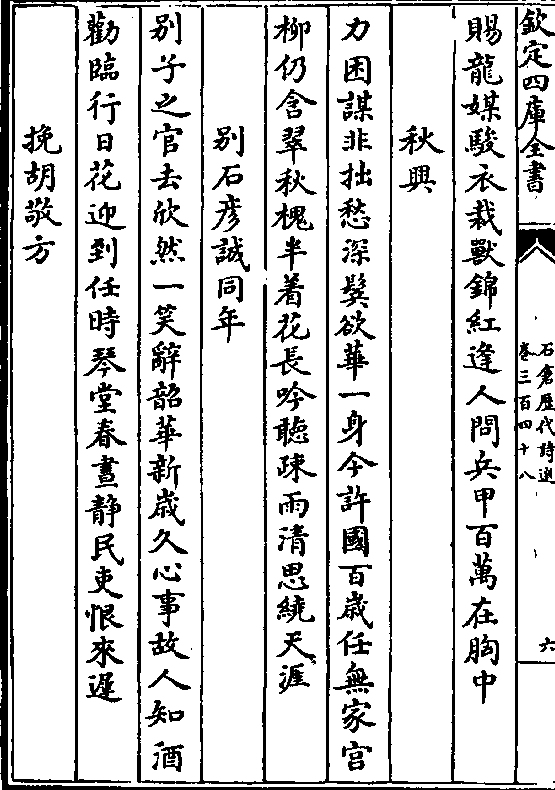 欽定四庫全書
石倉歷代詩選
卷三百四十八
六
賜龍媒駿衣裁獸錦紅逢人問兵甲百萬在胸中
秋興
力困謀非拙愁深鬂欲華一身今許國百歳任無家宫
柳仍含翠秋槐半着花長吟聴疎雨清思繞天涯
别石彦誠同年
别子之官去欣然一笑辭韶華新歳久心事故人知酒
勸臨行日花迎到任時琴堂春晝静民吏恨來遲
挽胡敬方